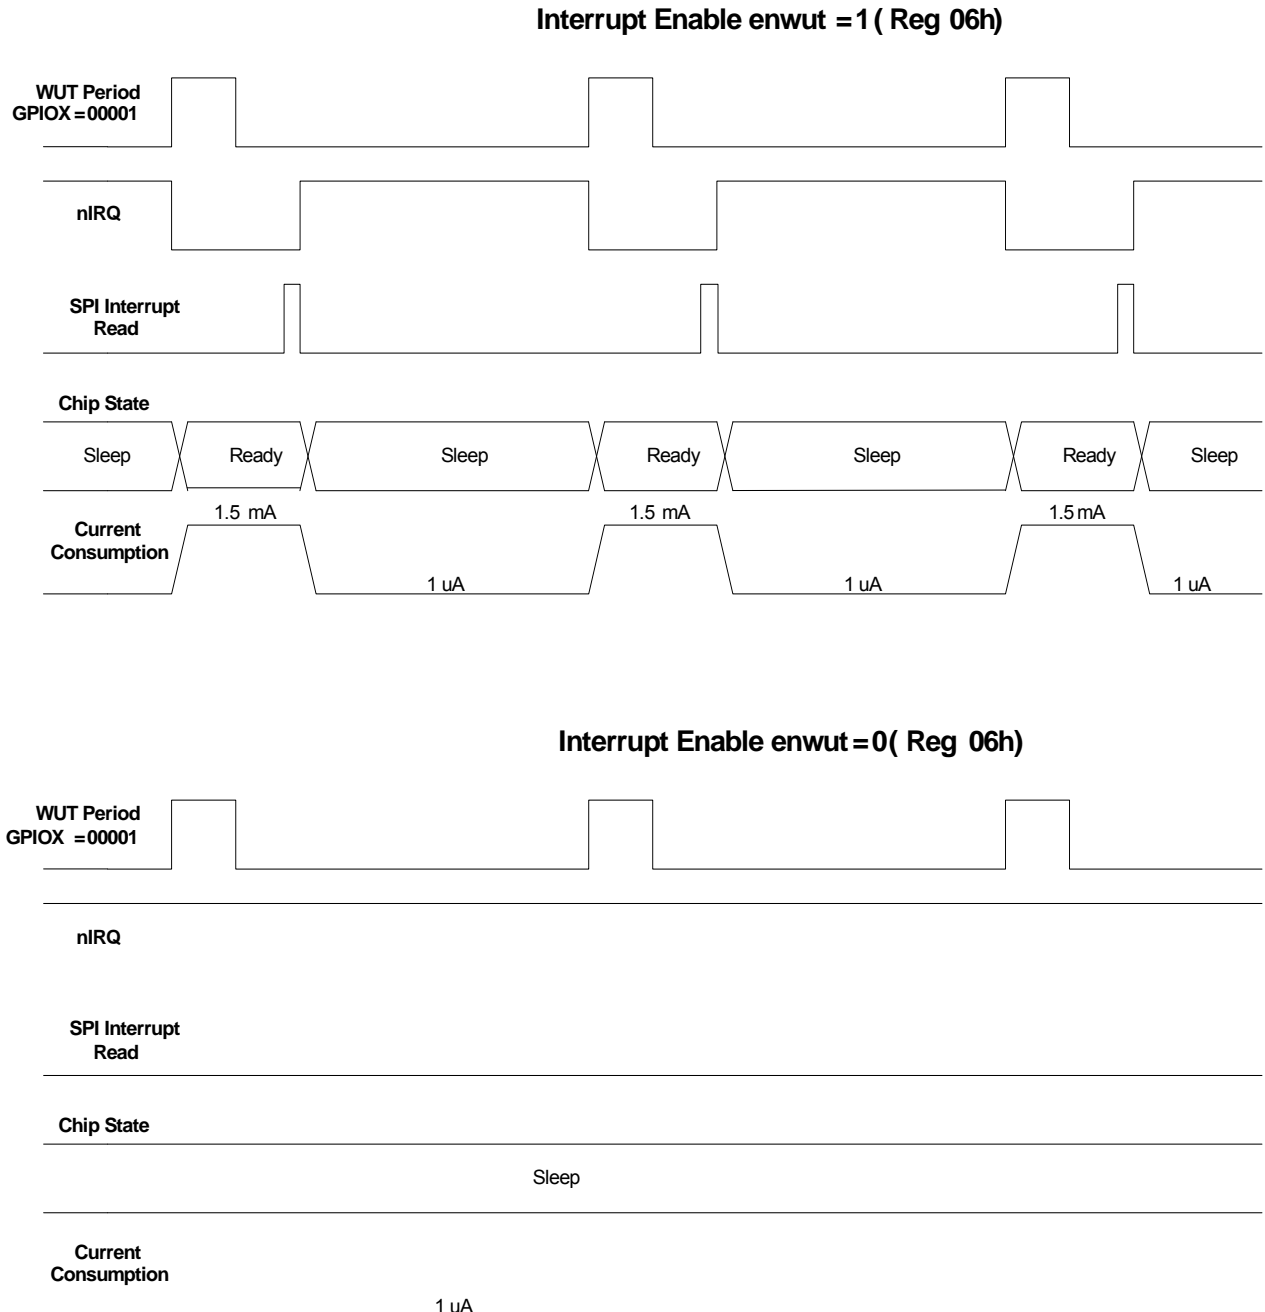 Interrupt Enable enwut =1 ( Reg 06h)
WUT Period
GPIOX =00001
nIRQ
SPI Interrupt
Read
Chip State
Sleep Ready Sleep Ready Sleep Ready Sleep
1.5 mA 1.5 mA 1.5 mA
Current
Consumption
1 uA 1 uA 1 uA
Interrupt Enable enwut =0 ( Reg 06h)
WUT Period
GPIOX =00001
nIRQ
SPI Interrupt
Read
Chip State
Sleep
Current
Consumption
1 uA